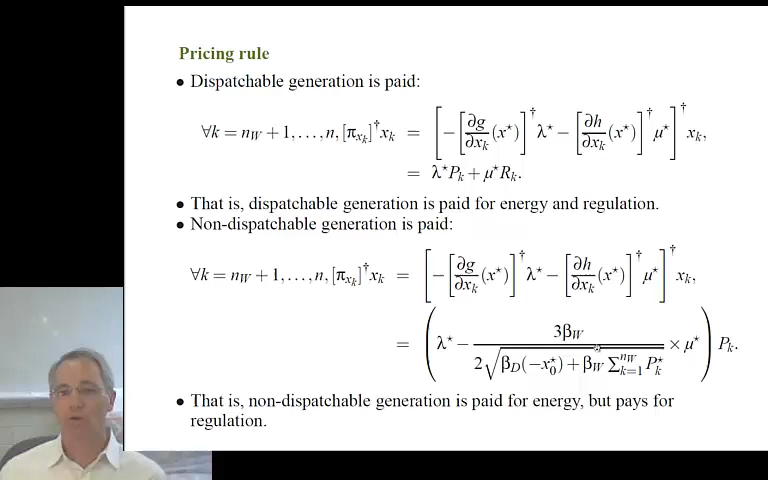 Pricing rule
• Dispatchable generation is paid:
∀k = n_W + 1, …, n, [π_{x_k}]^† x_k = [ −[∂g/∂x_k (x^⋆)]^† λ^⋆ − [∂h/∂x_k (x^⋆)]^† μ^⋆ ]^† x_k,
= λ^⋆ P_k + μ^⋆ R_k.
• That is, dispatchable generation is paid for energy and regulation.
• Non-dispatchable generation is paid:
∀k = n_W + 1, …, n, [π_{x_k}]^† x_k = [ −[∂g/∂x_k (x^⋆)]^† λ^⋆ − [∂h/∂x_k (x^⋆)]^† μ^⋆ ]^† x_k,
= ( λ^⋆ − 3β_W / (2√(β_D(−x_0^⋆) + β_W ∑_{k=1}^{n_W} P_k^⋆)) × μ^⋆ ) P_k.
• That is, non-dispatchable generation is paid for energy, but pays for
regulation.